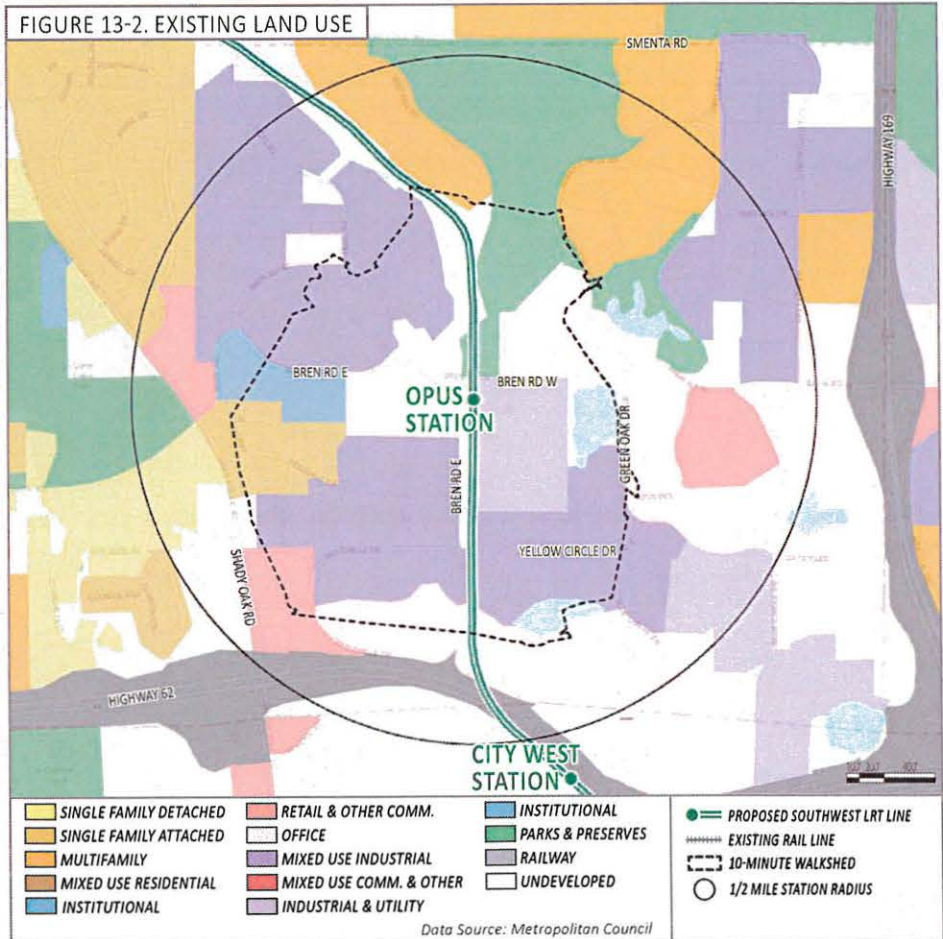 FIGURE 13-2. EXISTING LAND USE
SMENTA RD
HIGHWAY 169
BREN RD E
BREN RD W
OPUS
STATION
GREEN OAK DR
BREN RD E
YELLOW CIRCLE DR
SHADY OAK RD
HIGHWAY 62
CITY WEST
STATION
SINGLE FAMILY DETACHED
SINGLE FAMILY ATTACHED
MULTIFAMILY
MIXED USE RESIDENTIAL
INSTITUTIONAL
RETAIL & OTHER COMM.
OFFICE
MIXED USE INDUSTRIAL
MIXED USE COMM. & OTHER
INDUSTRIAL & UTILITY
INSTITUTIONAL
PARKS & PRESERVES
RAILWAY
UNDEVELOPED
PROPOSED SOUTHWEST LRT LINE
EXISTING RAIL LINE
10-MINUTE WALKSHED
1/2 MILE STATION RADIUS
Data Source: Metropolitan Council